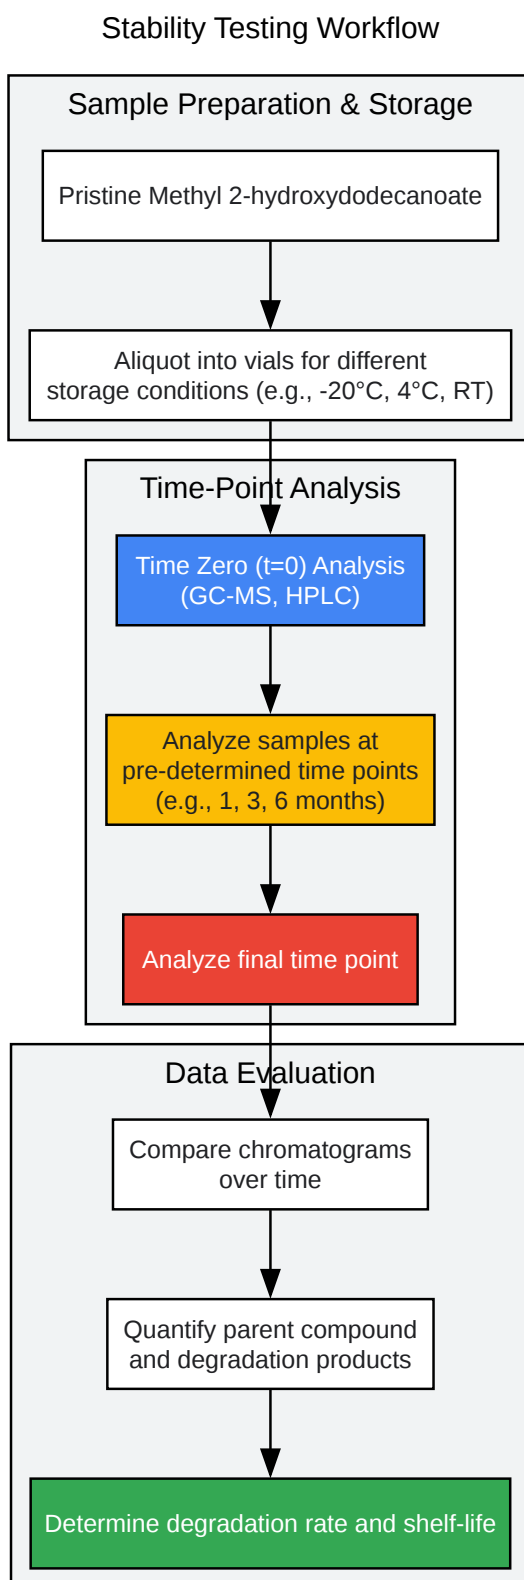 Stability Testing Workflow
Sample Preparation & Storage
Pristine Methyl 2-hydroxydodecanoate
Aliquot into vials for different
storage conditions (e.g., -20°C, 4°C, RT)
Time-Point Analysis
Time Zero (t=0) Analysis
(GC-MS, HPLC)
Analyze samples at
pre-determined time points
(e.g., 1, 3, 6 months)
Analyze final time point
Data Evaluation
Compare chromatograms
over time
Quantify parent compound
and degradation products
Determine degradation rate and shelf-life